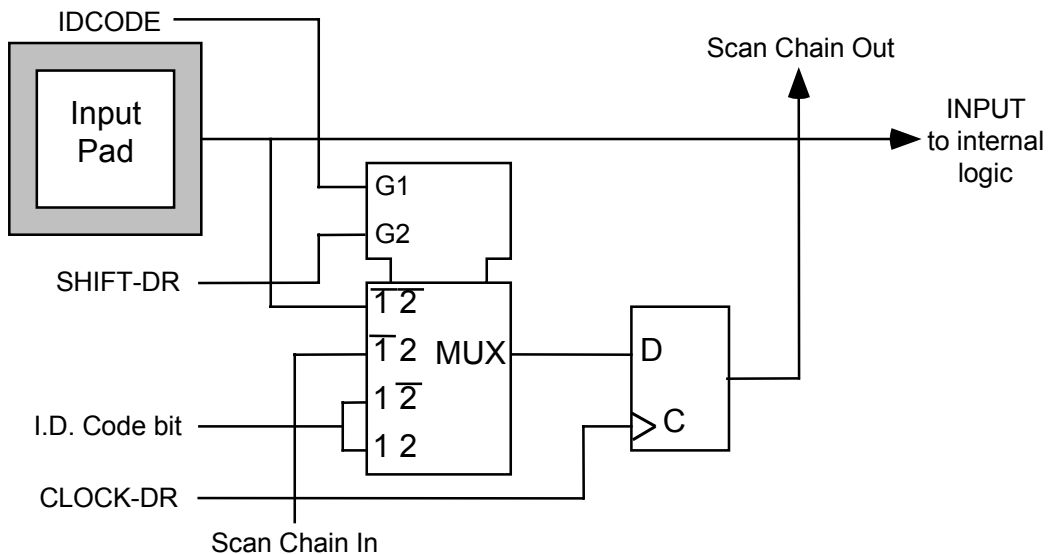 IDCODE
Scan Chain Out
Input
Pad
INPUT
to internal
logic
G1
G2
SHIFT-DR
1̅ 2̅
1̅ 2
MUX
D
1 2̅
I.D. Code bit
C
1 2
CLOCK-DR
Scan Chain In